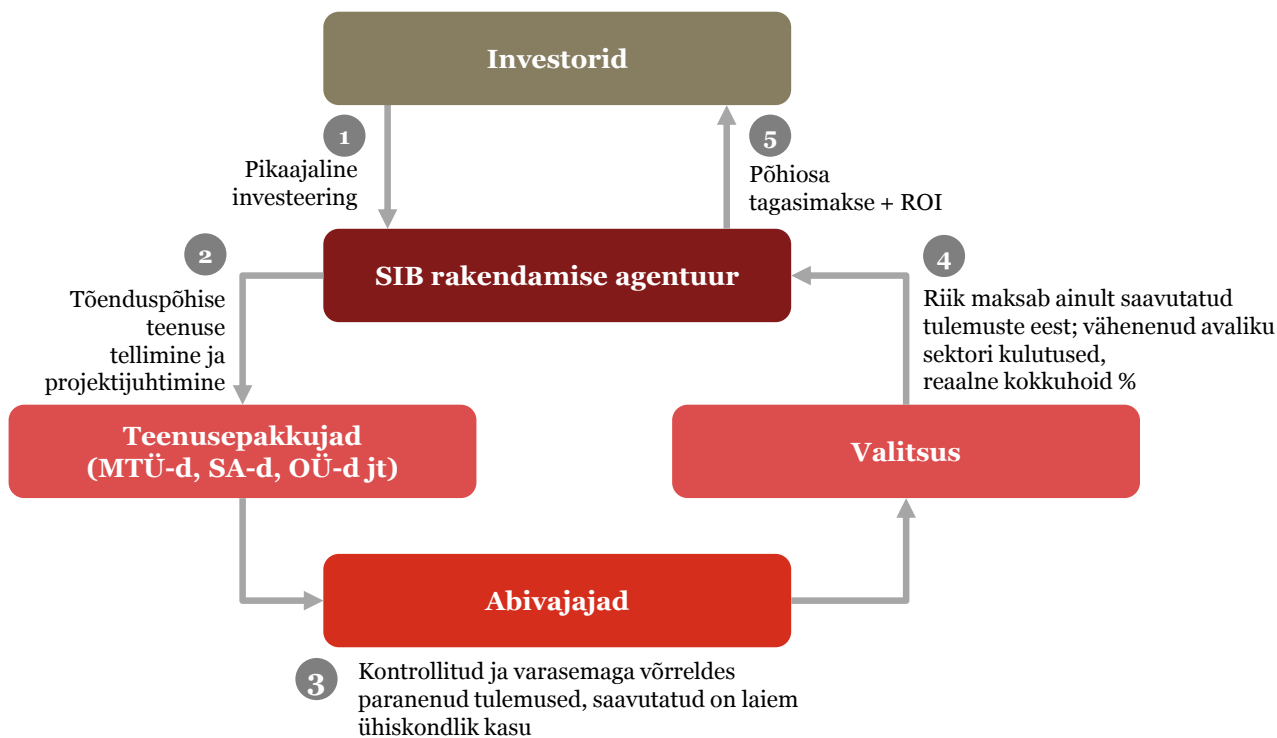 Investorid
1
Pikaajaline
investeering
5
Põhiosa
tagasimakse + ROI
SIB rakendamise agentuur
2
Tõenduspõhise
teenuse
tellimine ja
projektijuhtimine
4
Riik maksab ainult saavutatud
tulemuste eest; vähenenud avaliku
sektori kulutused,
reaalne kokkuhoid %
Teenusepakkujad
(MTÜ-d, SA-d, OÜ-d jt)
Valitsus
Abivajajad
3
Kontrollitud ja varasemaga võrreldes
paranenud tulemused, saavutatud on laiem
ühiskondlik kasu